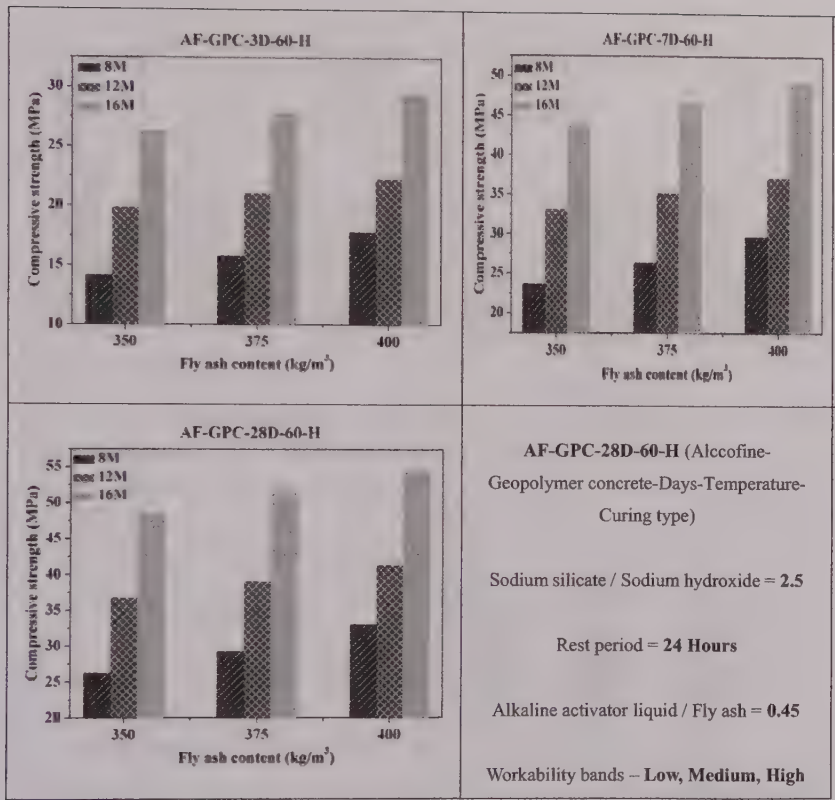 AF-GPC-3D-60-H
8M
12M
16M
30
25
20
15
10
Compressive strength (MPa)
350
375
400
Fly ash content (kg/m³)
AF-GPC-7D-60-H
8M
12M
16M
50
45
40
35
30
25
20
Compressive strength (MPa)
350
375
400
Fly ash content (kg/m³)
AF-GPC-28D-60-H
8M
12M
16M
55
50
45
40
35
30
25
20
Compressive strength (MPa)
350
375
400
Fly ash content (kg/m³)
AF-GPC-28D-60-H (Alccofine-
Geopolymer concrete-Days-Temperature-
Curing type)
Sodium silicate / Sodium hydroxide = 2.5
Rest period = 24 Hours
Alkaline activator liquid / Fly ash = 0.45
Workability bands – Low, Medium, High